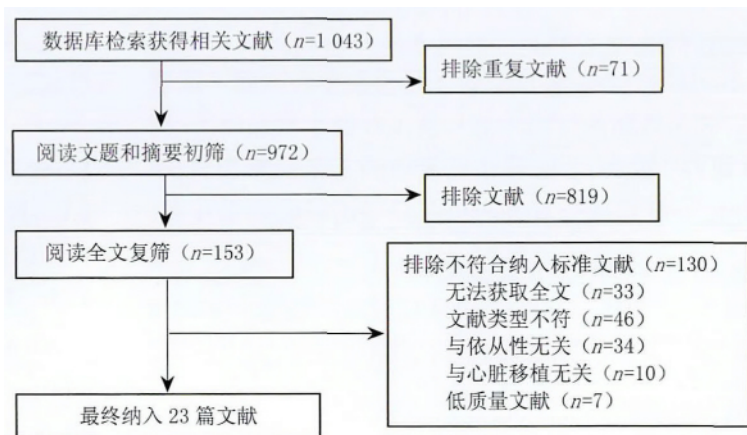 数据库检索获得相关文献（n=1 043）
排除重复文献（n=71）
阅读文题和摘要初筛（n=972）
排除文献（n=819）
阅读全文复筛（n=153）
排除不符合纳入标准文献（n=130）
无法获取全文（n=33）
文献类型不符（n=46）
与依从性无关（n=34）
与心脏移植无关（n=10）
低质量文献（n=7）
最终纳入 23 篇文献